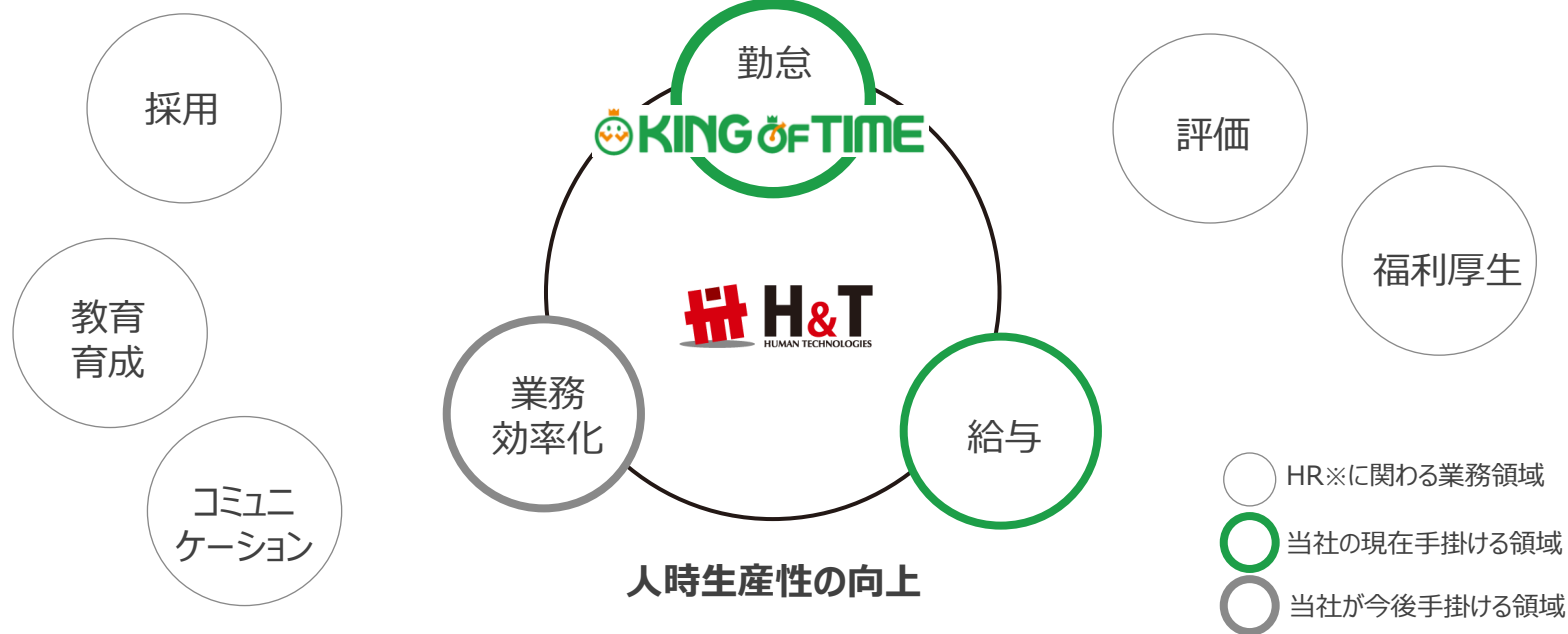 採用
教育
育成
コミュニ
ケーション
勤怠
KING OF TIME
H&T
HUMAN TECHNOLOGIES
業務
効率化
給与
人時生産性の向上
評価
福利厚生
HR※に関わる業務領域
当社の現在手掛ける領域
当社が今後手掛ける領域